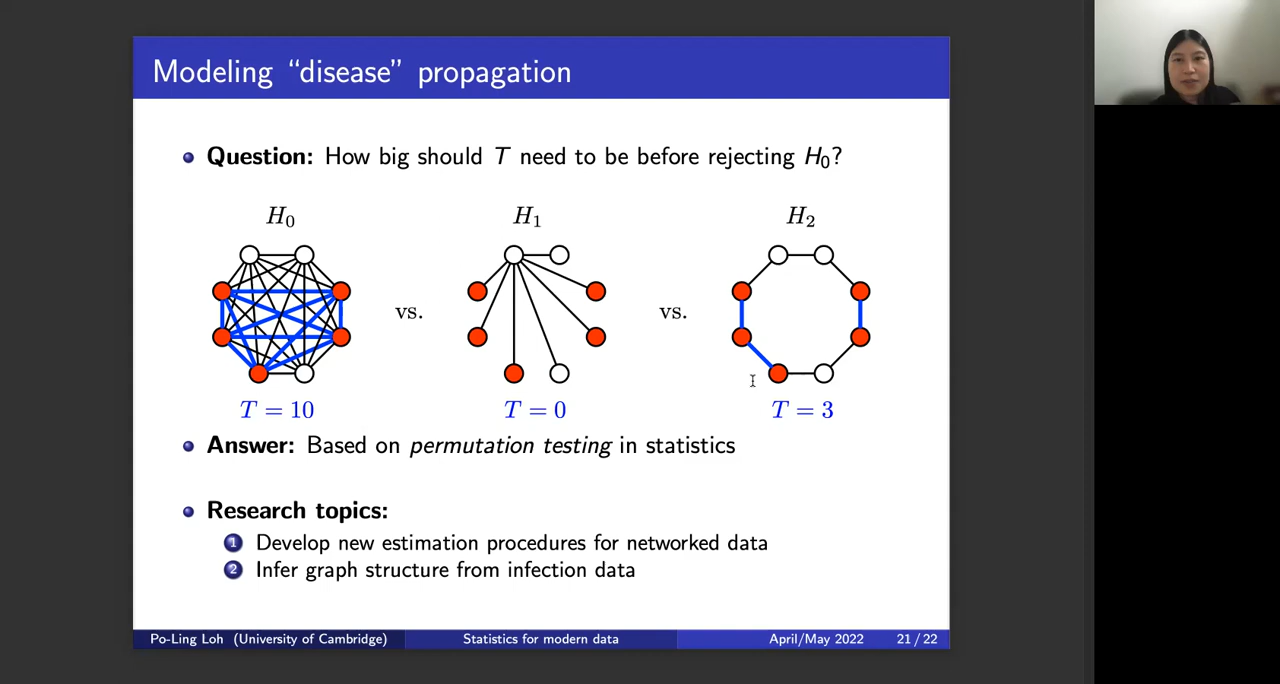 Modeling “disease” propagation
Question: How big should T need to be before rejecting H₀?
H₀ H₁ H₂
vs. vs.
T = 10 T = 0 T = 3
Answer: Based on permutation testing in statistics
Research topics:
1 Develop new estimation procedures for networked data
2 Infer graph structure from infection data
Po-Ling Loh (University of Cambridge) Statistics for modern data April/May 2022 21 / 22